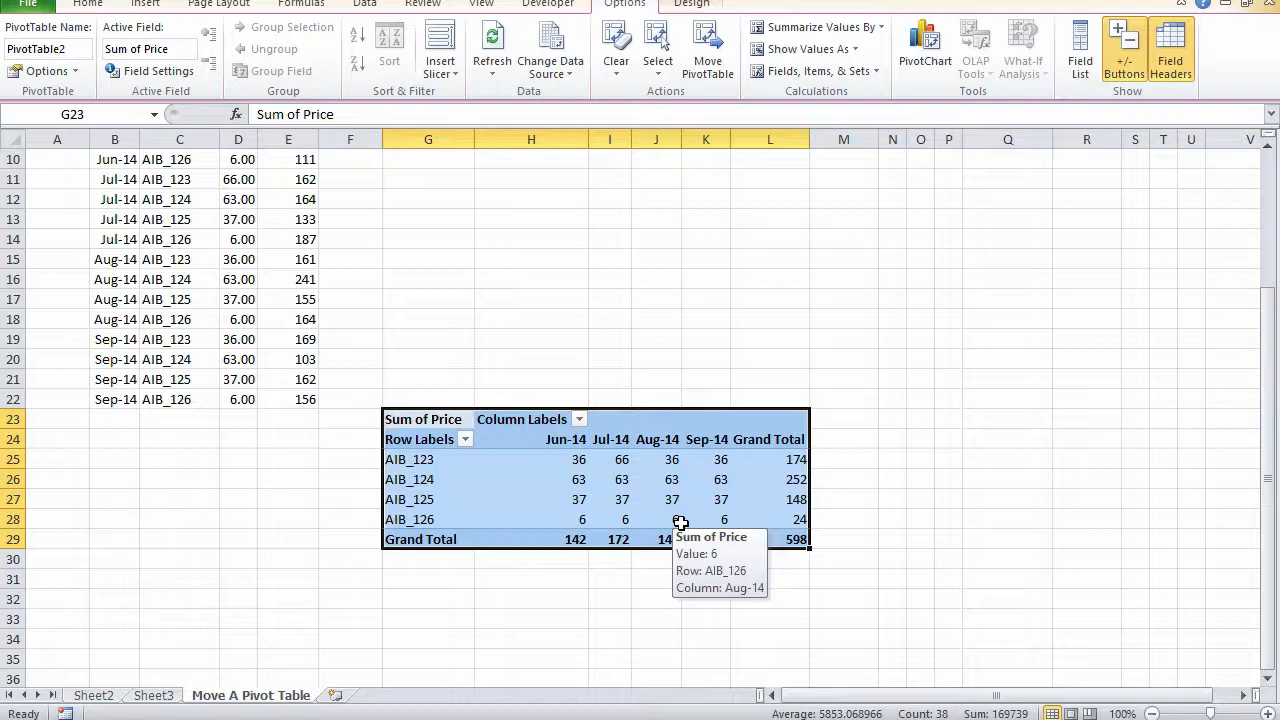 File Home Insert Page Layout Formulas Data Review View Developer Options Design
PivotTable Name: Active Field: Group Selection Summarize Values By
PivotTable2 Sum of Price Ungroup Sort Insert Slicer Refresh Change Data Source Clear Select Move PivotTable Show Values As PivotChart OLAP Tools What-If Analysis Field List +/- Buttons Field Headers
Options Field Settings Group Field Fields, Items, & Sets
PivotTable Active Field Group Sort & Filter Data Actions Calculations Tools Show
G23 fx Sum of Price
A B C D E F G H I J K L M N O P Q R S T U V
10 Jun-14 AIB_126 6.00 111
11 Jul-14 AIB_123 66.00 162
12 Jul-14 AIB_124 63.00 164
13 Jul-14 AIB_125 37.00 133
14 Jul-14 AIB_126 6.00 187
15 Aug-14 AIB_123 36.00 161
16 Aug-14 AIB_124 63.00 241
17 Aug-14 AIB_125 37.00 155
18 Aug-14 AIB_126 6.00 164
19 Sep-14 AIB_123 36.00 169
20 Sep-14 AIB_124 63.00 103
21 Sep-14 AIB_125 37.00 162
22 Sep-14 AIB_126 6.00 156
23 Sum of Price Column Labels
24 Row Labels Jun-14 Jul-14 Aug-14 Sep-14 Grand Total
25 AIB_123 36 66 36 36 174
26 AIB_124 63 63 63 63 252
27 AIB_125 37 37 37 37 148
28 AIB_126 6 6 6 24
29 Grand Total 142 172 14 598
Sum of Price
Value: 6
Row: AIB_126
Column: Aug-14
30
31
32
33
34
35
36
Sheet2 Sheet3 Move A Pivot Table
Ready Average: 5853.068966 Count: 38 Sum: 169739 100%